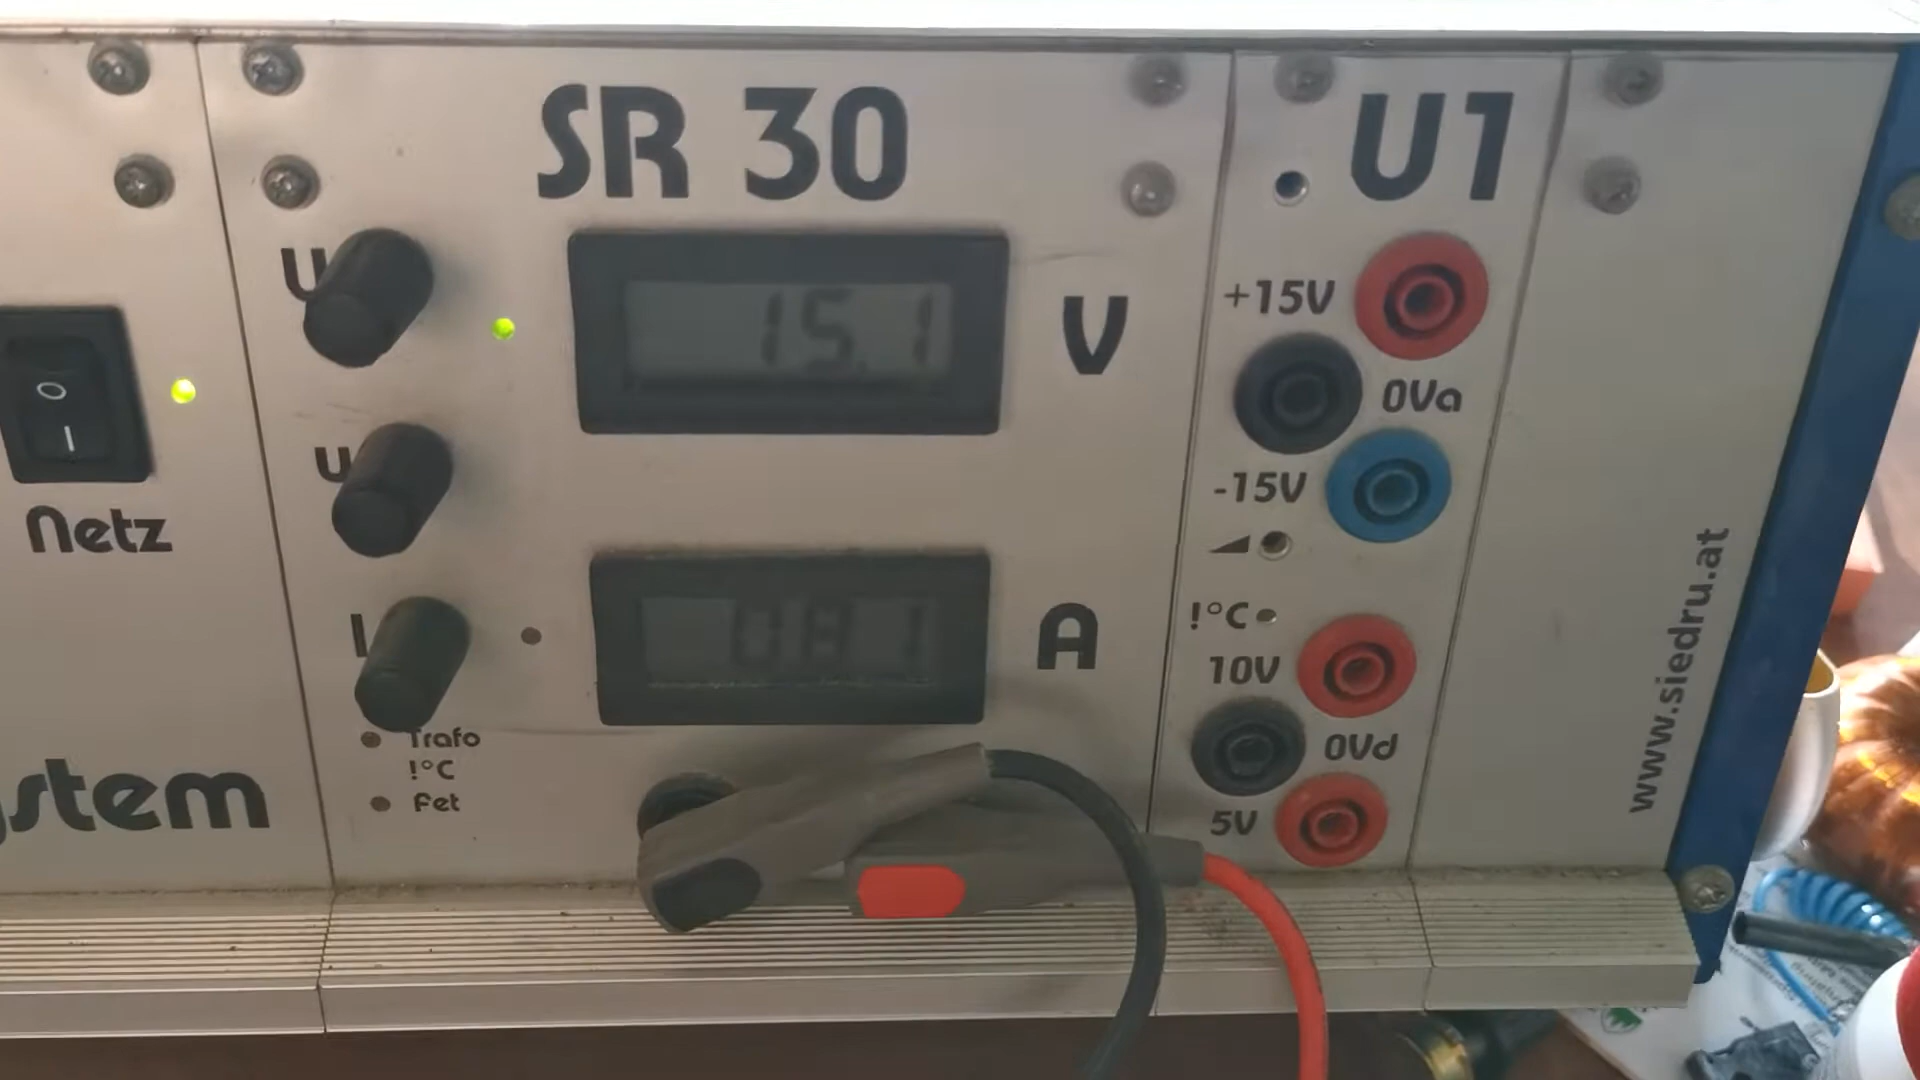 SR 30
U1
U
15.1
V
+15V
0Va
O
I
u
-15V
Netz
I
A
!°C
10V
Trafo
!°C
Fet
0Vd
5V
stem
www.siedru.at